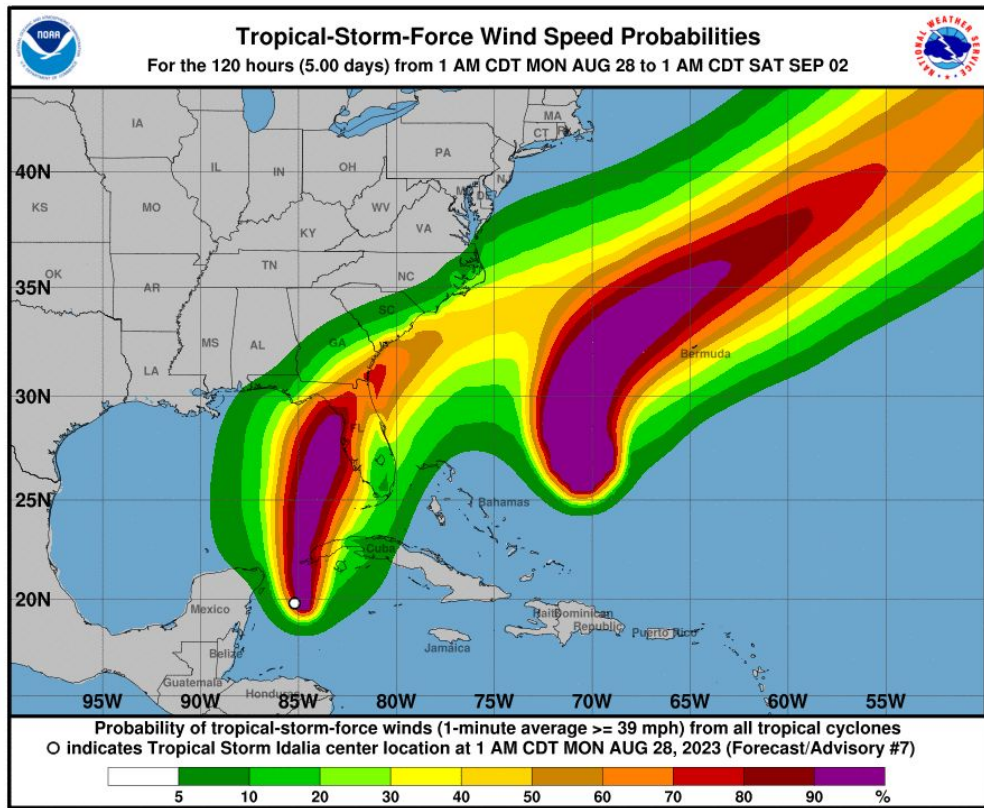 NOAA
NATIONAL WEATHER SERVICE
Tropical-Storm-Force Wind Speed Probabilities
For the 120 hours (5.00 days) from 1 AM CDT MON AUG 28 to 1 AM CDT SAT SEP 02
IA
MA
CT
PA
IL
IN
OH
NJ
40N
DE
KS
MO
WV
VA
KY
OK
TN
NC
35N
AR
SC
MS
AL
GA
Bermuda
LA
30N
FL
25N
Bahamas
Cuba
20N
Mexico
Haiti
Dominican
Republic
Puerto Rico
Jamaica
Belize
Guatemala
Honduras
95W 90W 85W 80W 75W 70W 65W 60W 55W
Probability of tropical-storm-force winds (1-minute average >= 39 mph) from all tropical cyclones
indicates Tropical Storm Idalia center location at 1 AM CDT MON AUG 28, 2023 (Forecast/Advisory #7)
5 10 20 30 40 50 60 70 80 90 %